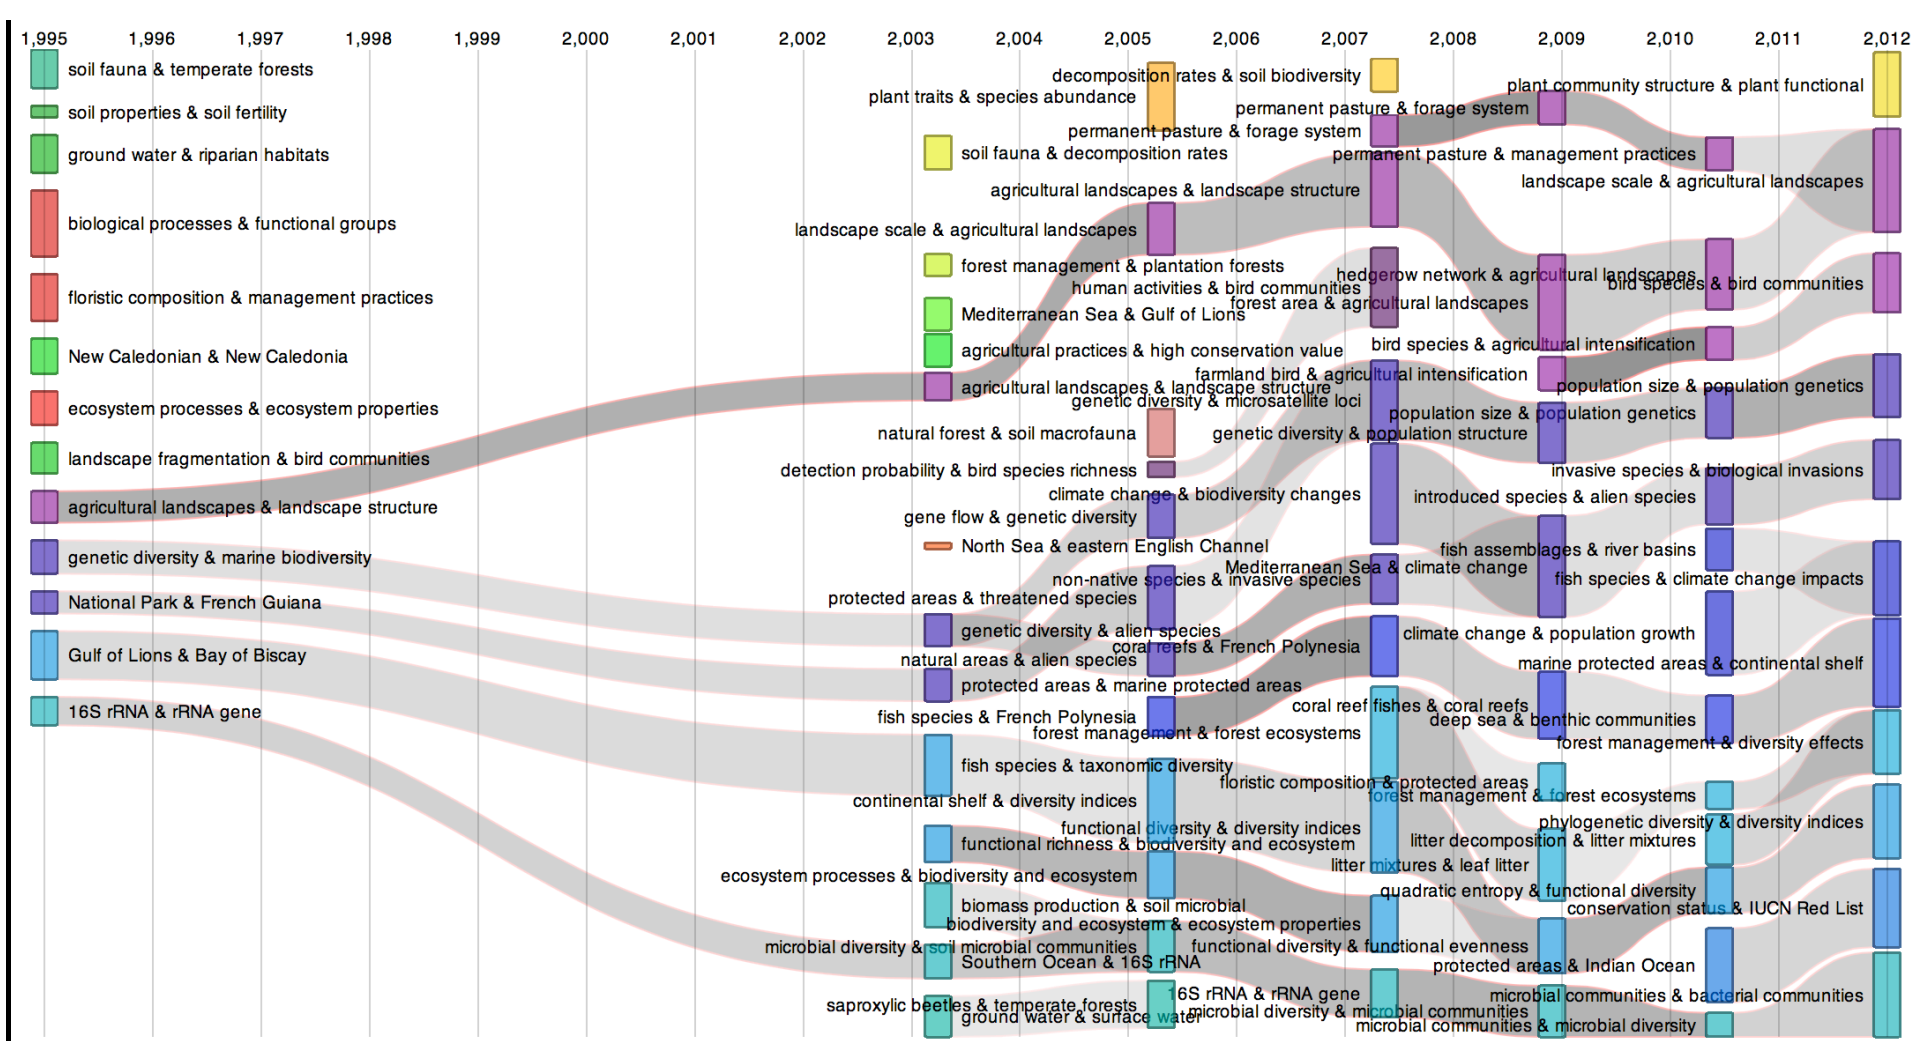 1,995 1,996 1,997 1,998 1,999 2,000 2,001 2,002 2,003 2,004 2,005 2,006 2,007 2,008 2,009 2,010 2,011 2,012
soil fauna & temperate forests
soil properties & soil fertility
ground water & riparian habitats
biological processes & functional groups
floristic composition & management practices
New Caledonian & New Caledonia
ecosystem processes & ecosystem properties
landscape fragmentation & bird communities
agricultural landscapes & landscape structure
genetic diversity & marine biodiversity
National Park & French Guiana
Gulf of Lions & Bay of Biscay
16S rRNA & rRNA gene
soil fauna & decomposition rates
forest management & plantation forests
Mediterranean Sea & Gulf of Lions
agricultural practices & high conservation value
agricultural landscapes & landscape structure
North Sea & eastern English Channel
genetic diversity & alien species
protected areas & marine protected areas
fish species & taxonomic diversity
functional richness & biodiversity and ecosystem
biomass production & soil microbial
Southern Ocean & 16S rRNA
ground water & surface water
plant traits & species abundance
landscape scale & agricultural landscapes
natural forest & soil macrofauna
detection probability & bird species richness
gene flow & genetic diversity
protected areas & threatened species
natural areas & alien species
fish species & French Polynesia
continental shelf & diversity indices
ecosystem processes & biodiversity and ecosystem
microbial diversity & soil microbial communities
saproxylic beetles & temperate forests
decomposition rates & soil biodiversity
permanent pasture & forage system
agricultural landscapes & landscape structure
human activities & bird communities
genetic diversity & microsatellite loci
climate change & biodiversity changes
non-native species & invasive species
coral reefs & French Polynesia
forest management & forest ecosystems
functional diversity & diversity indices
biodiversity and ecosystem & ecosystem properties
16S rRNA & rRNA gene
permanent pasture & forage system
forest area & agricultural landscapes
farmland bird & agricultural intensification
genetic diversity & population structure
Mediterranean Sea & climate change
coral reef fishes & coral reefs
floristic composition & protected areas
litter mixtures & leaf litter
functional diversity & functional evenness
microbial diversity & microbial communities
permanent pasture & management practices
hedgerow network & agricultural landscapes
bird species & agricultural intensification
population size & population genetics
introduced species & alien species
fish assemblages & river basins
climate change & population growth
deep sea & benthic communities
forest management & forest ecosystems
litter decomposition & litter mixtures
quadratic entropy & functional diversity
protected areas & Indian Ocean
microbial communities & microbial diversity
plant community structure & plant functional
landscape scale & agricultural landscapes
bird species & bird communities
population size & population genetics
invasive species & biological invasions
fish species & climate change impacts
marine protected areas & continental shelf
forest management & diversity effects
phylogenetic diversity & diversity indices
conservation status & IUCN Red List
microbial communities & bacterial communities